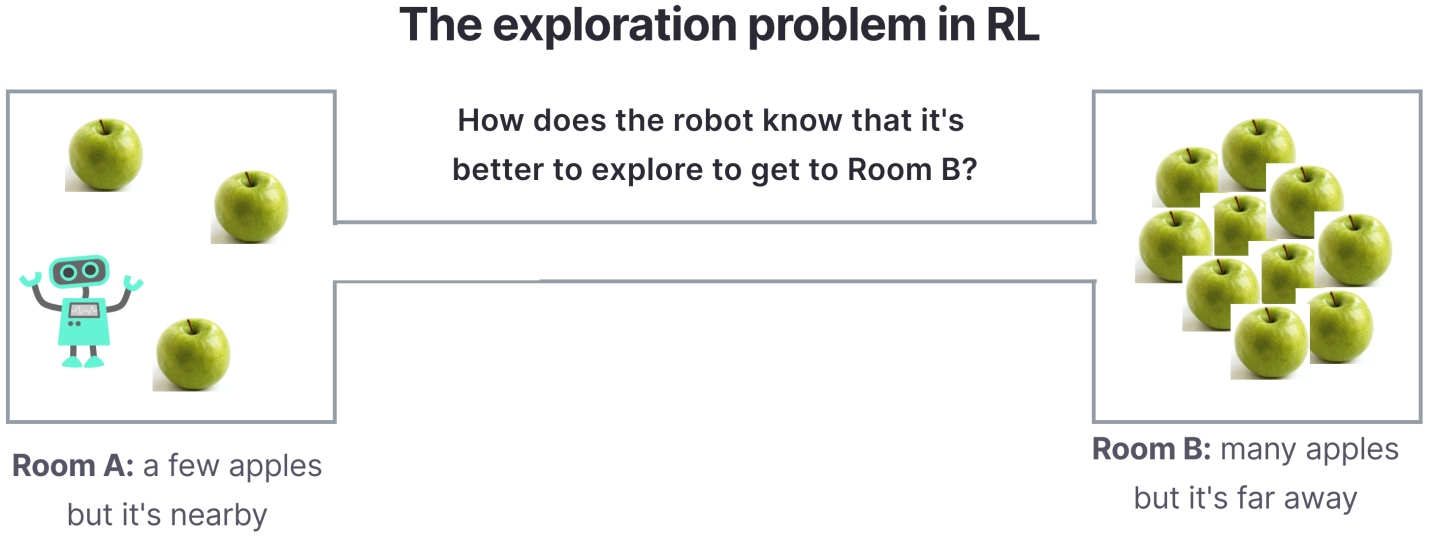 The exploration problem in RL
How does the robot know that it's
better to explore to get to Room B?
Room A: a few apples
but it's nearby
Room B: many apples
but it's far away